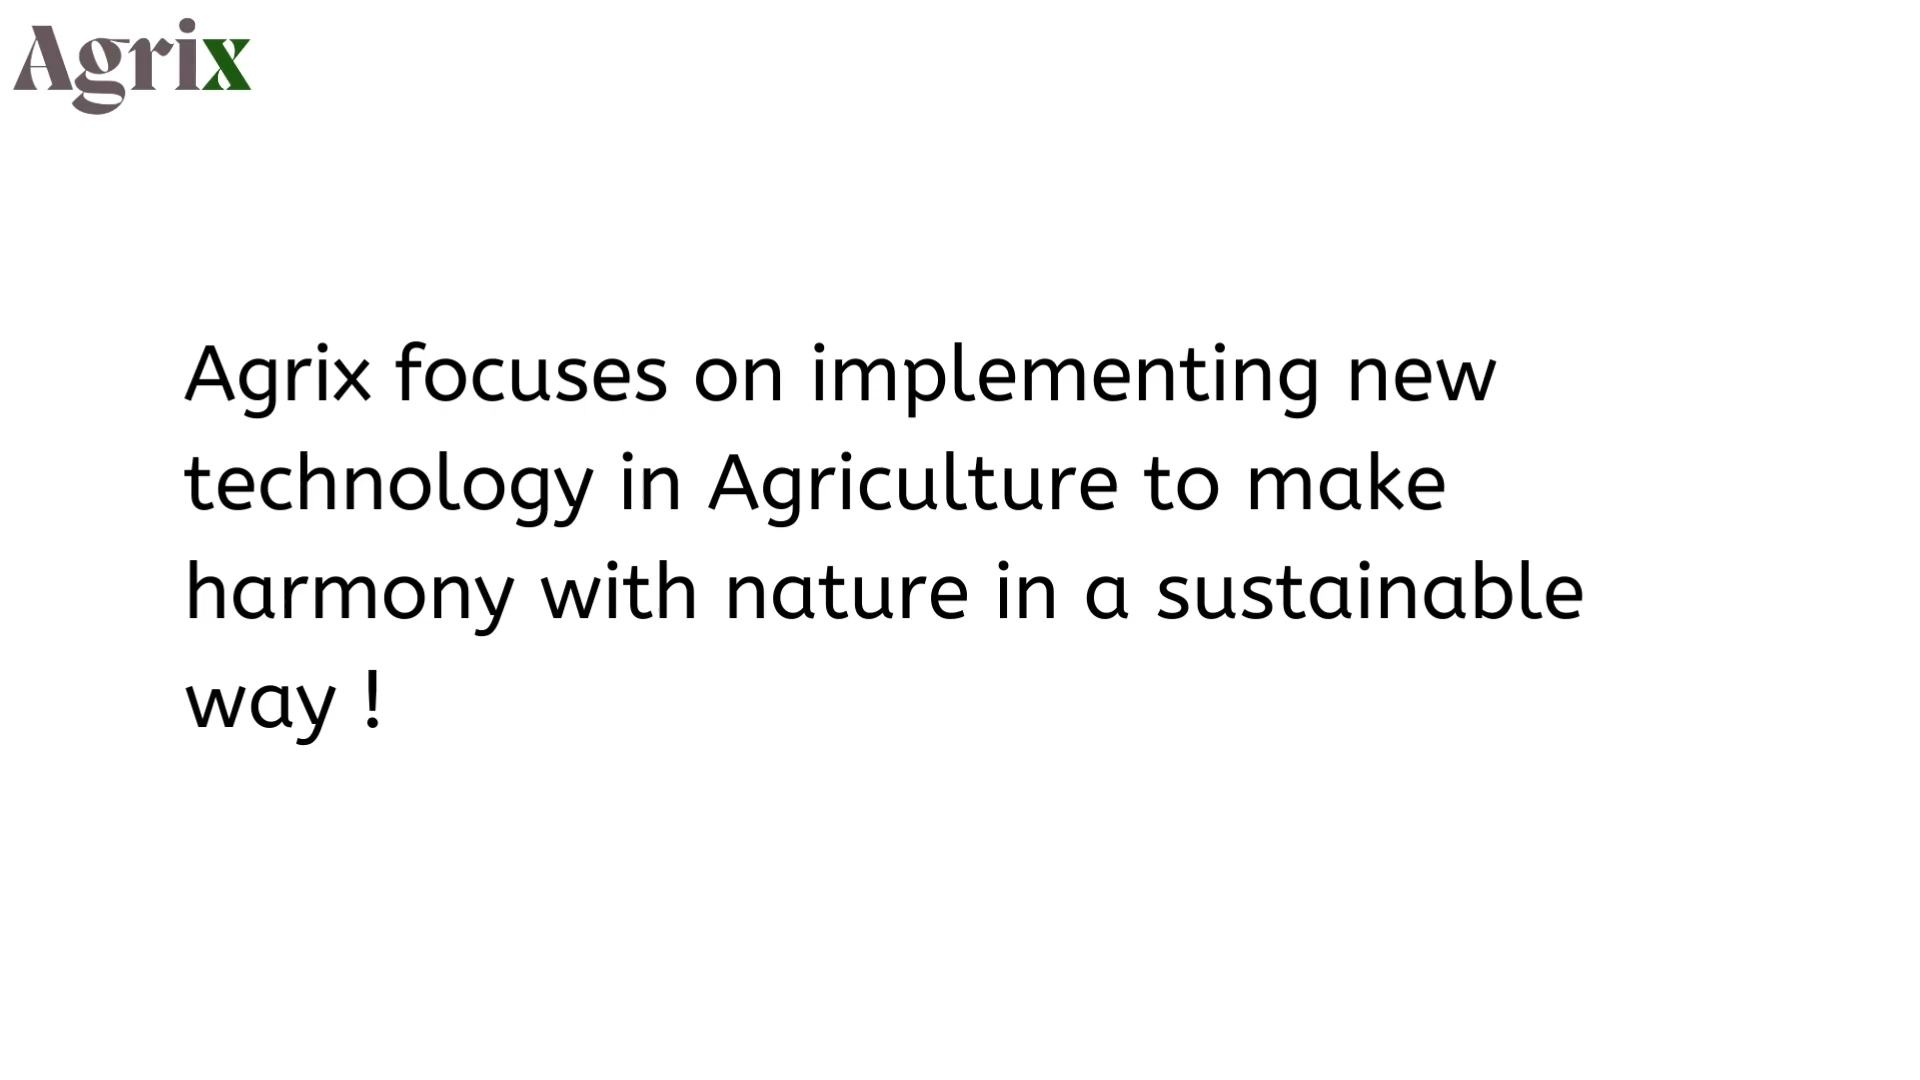 Agrix
Agrix focuses on implementing new
technology in Agriculture to make
harmony with nature in a sustainable
way !